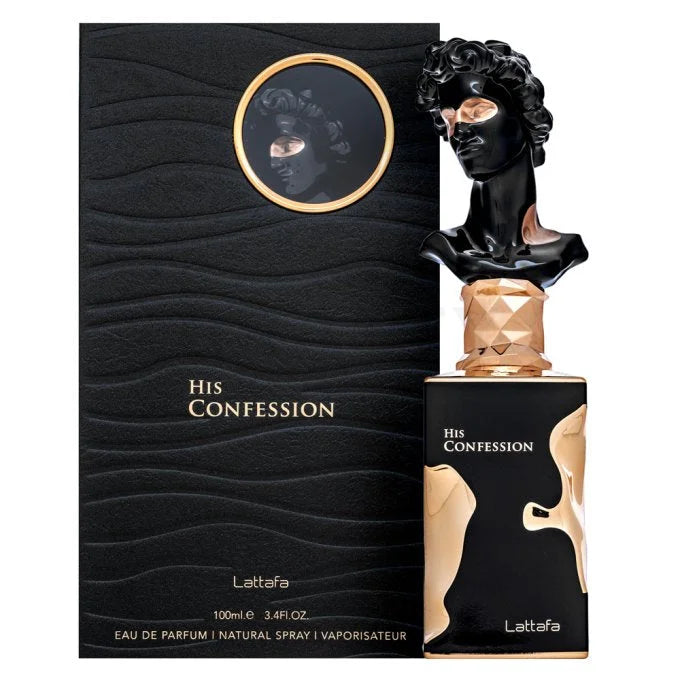 His
Confession
Lattafa
100ml.e 3.4Fl.OZ.
EAU DE PARFUM I NATURAL SPRAY I VAPORISATEUR
His
Confession
Lattafa